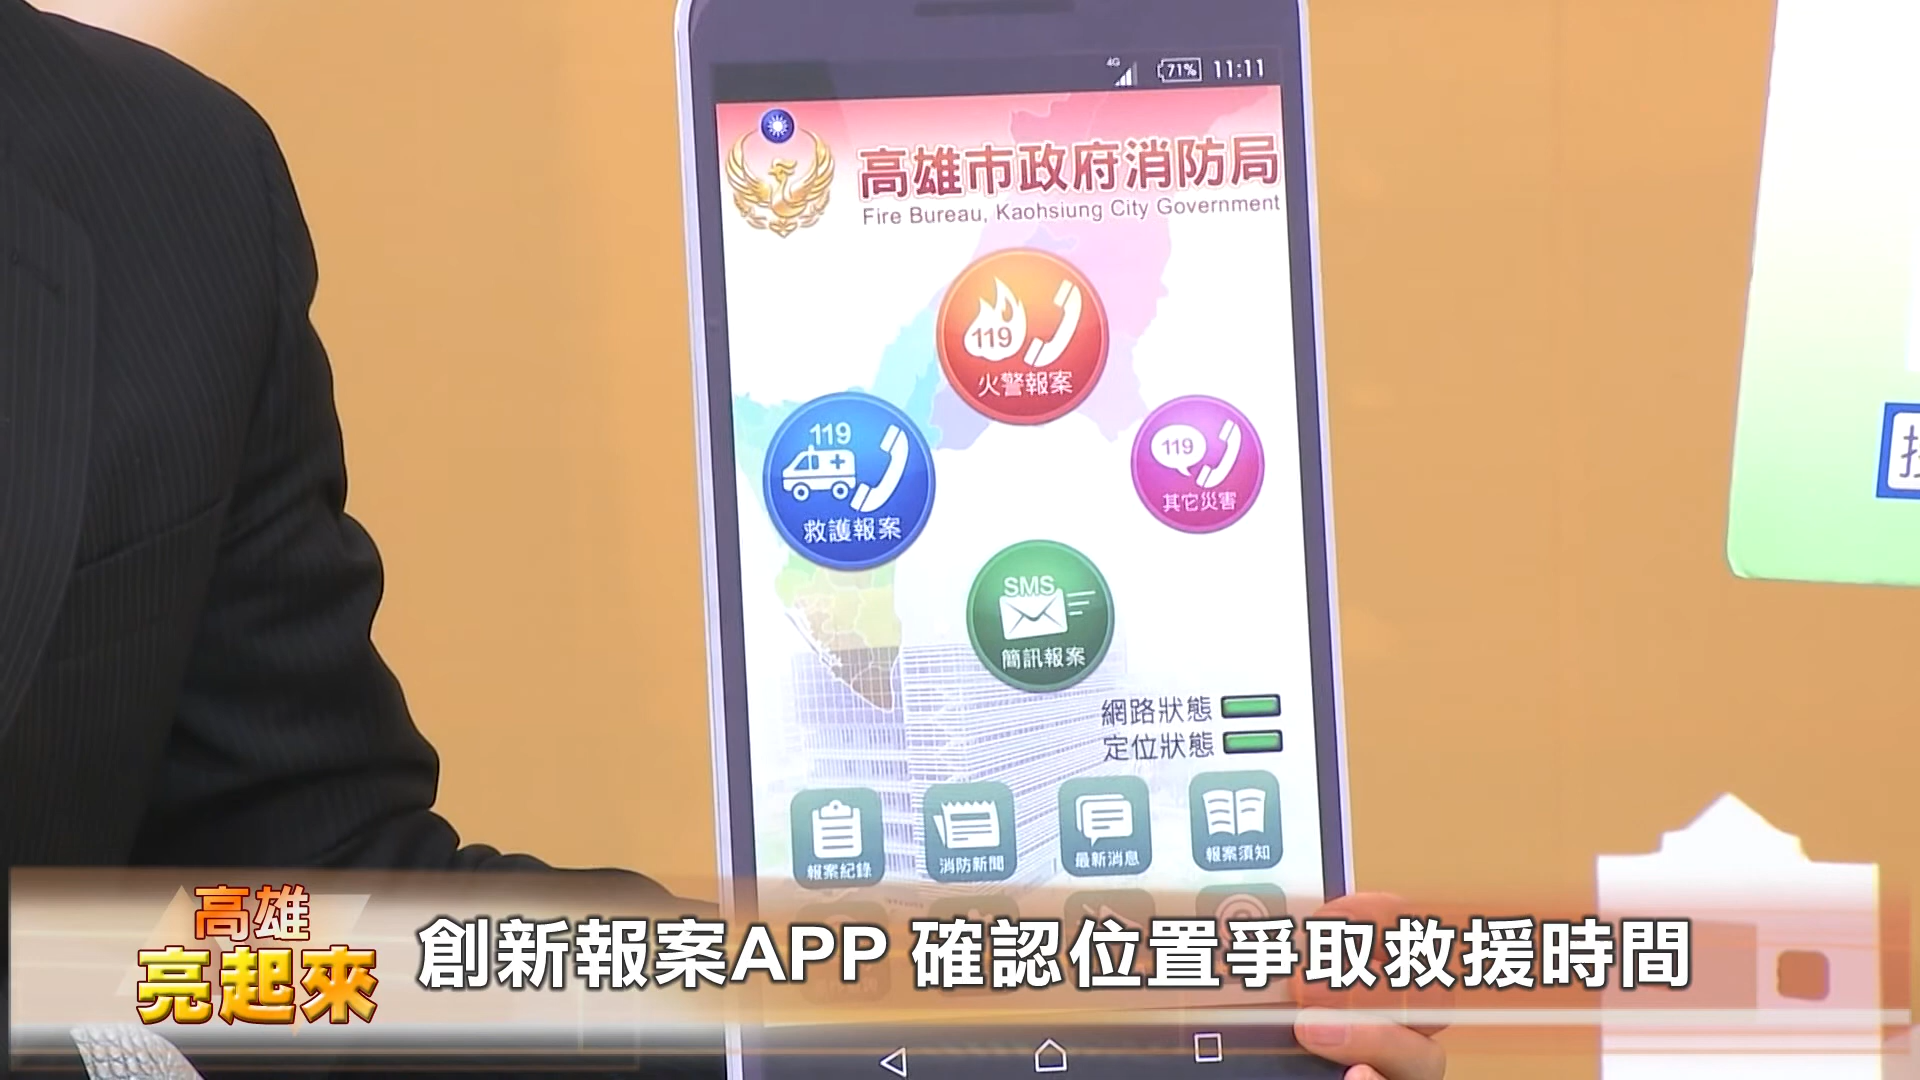 4G 71% 11:11
高雄市政府消防局
Fire Bureau, Kaohsiung City Government
119
火警報案
119
救護報案
119
其它災害
SMS
簡訊報案
網路狀態
定位狀態
報案紀錄 消防新聞 最新消息 報案須知
高雄
亮起來
創新報案APP 確認位置爭取救援時間